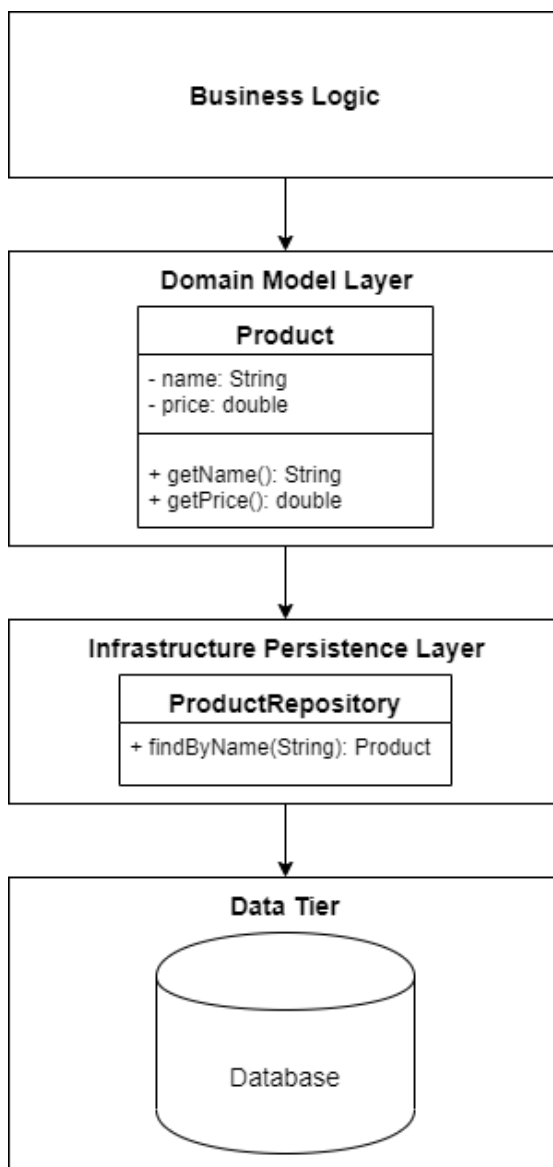 Business Logic
Domain Model Layer
Product
- name: String
- price: double
+ getName(): String
+ getPrice(): double
Infrastructure Persistence Layer
ProductRepository
+ findByName(String): Product
Data Tier
Database